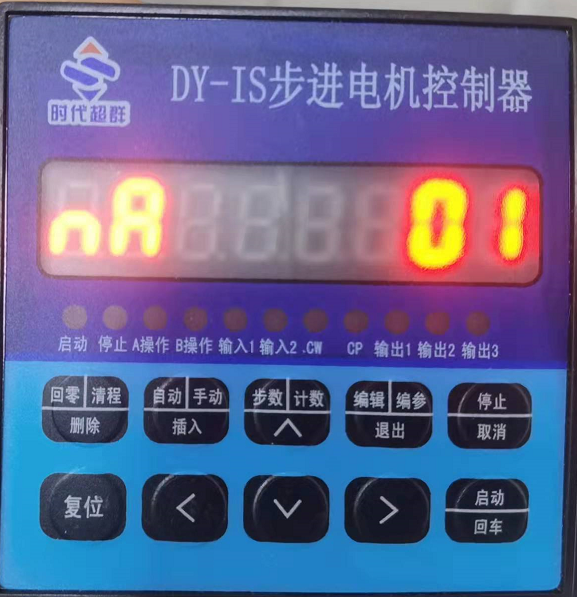 时代超群
DY-IS步进电机控制器
nA 01
启动 停止 A操作 B操作 输入1 输入2 .CW CP 输出1 输出2 输出3
回零 清程 自动 手动 步数 计数 编辑 编参 停止
删除 插入 退出 取消
复位 启动
回车